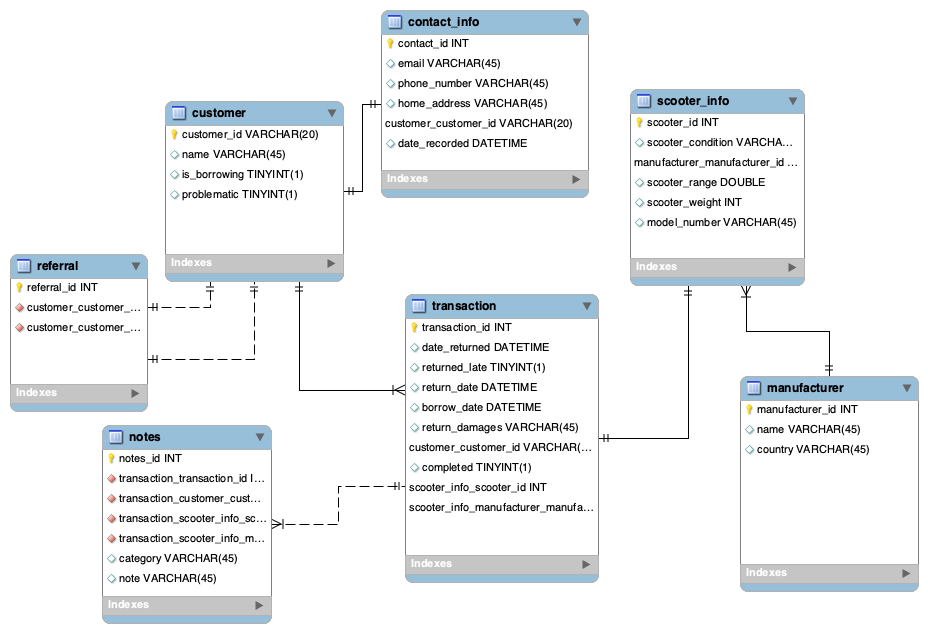 contact_info
contact_id INT
email VARCHAR(45)
phone_number VARCHAR(45)
home_address VARCHAR(45)
customer_customer_id VARCHAR(20)
date_recorded DATETIME
Indexes
customer
customer_id VARCHAR(20)
name VARCHAR(45)
is_borrowing TINYINT(1)
problematic TINYINT(1)
Indexes
scooter_info
scooter_id INT
scooter_condition VARCHA...
manufacturer_manufacturer_id ...
scooter_range DOUBLE
scooter_weight INT
model_number VARCHAR(45)
Indexes
referral
referral_id INT
customer_customer_...
customer_customer_...
Indexes
transaction
transaction_id INT
date_returned DATETIME
returned_late TINYINT(1)
return_date DATETIME
borrow_date DATETIME
return_damages VARCHAR(45)
customer_customer_id VARCHAR(...
completed TINYINT(1)
scooter_info_scooter_id INT
scooter_info_manufacturer_manufa...
Indexes
manufacturer
manufacturer_id INT
name VARCHAR(45)
country VARCHAR(45)
Indexes
notes
notes_id INT
transaction_transaction_id I...
transaction_customer_cust...
transaction_scooter_info_sc...
transaction_scooter_info_m...
category VARCHAR(45)
note VARCHAR(45)
Indexes